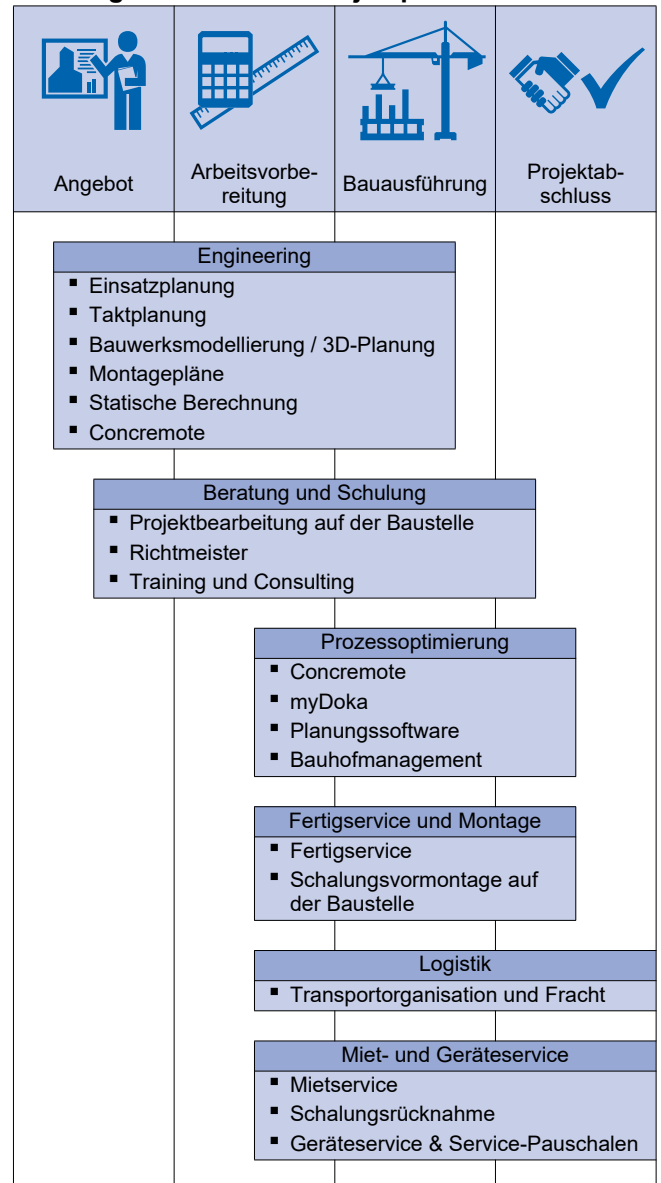 Angebot
Arbeitsvorbe-
reitung
Bauausführung
Projektab-
schluss
Engineering
▪ Einsatzplanung
▪ Taktplanung
▪ Bauwerksmodellierung / 3D-Planung
▪ Montagepläne
▪ Statische Berechnung
▪ Concremote
Beratung und Schulung
▪ Projektbearbeitung auf der Baustelle
▪ Richtmeister
▪ Training und Consulting
Prozessoptimierung
▪ Concremote
▪ myDoka
▪ Planungssoftware
▪ Bauhofmanagement
Fertigservice und Montage
▪ Fertigservice
▪ Schalungsvormontage auf
der Baustelle
Logistik
▪ Transportorganisation und Fracht
Miet- und Geräteservice
▪ Mietservice
▪ Schalungsrücknahme
▪ Geräteservice & Service-Pauschalen